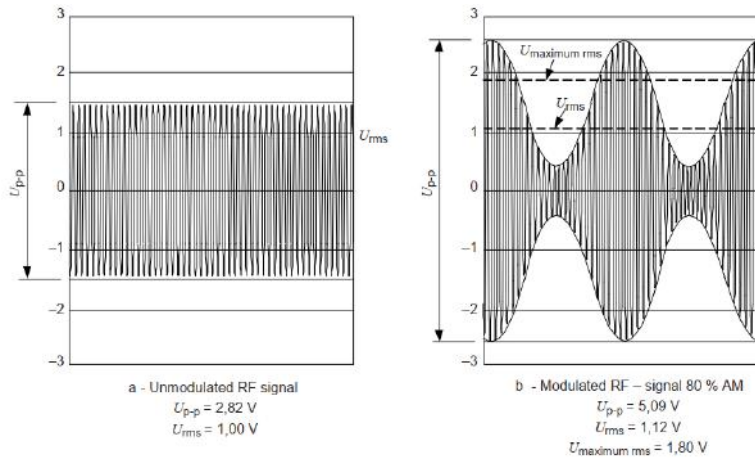 3
2
1
0
–1
–2
–3
Up-p
Urms
a - Unmodulated RF signal
Up-p = 2,82 V
Urms = 1,00 V
3
2
1
0
–1
–2
–3
Up-p
Umaximum rms
Urms
b - Modulated RF – signal 80 % AM
Up-p = 5,09 V
Urms = 1,12 V
Umaximum rms = 1,80 V